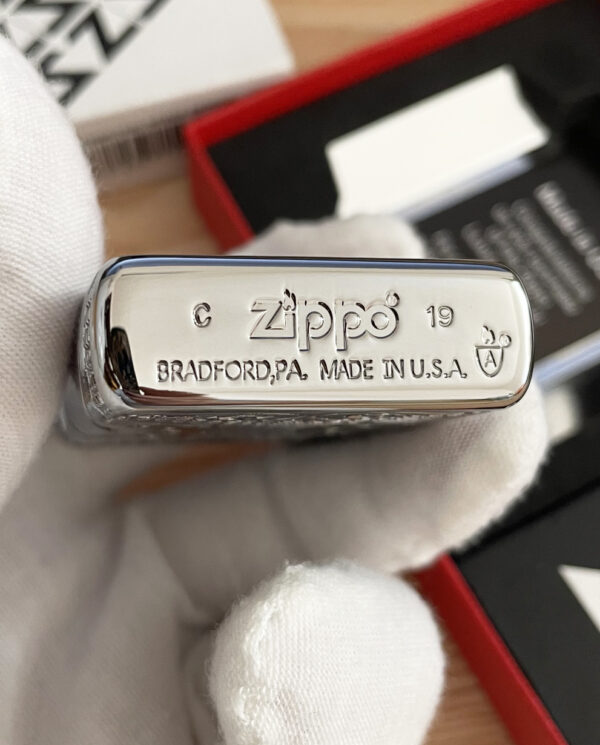 C Zippo 19
BRADFORD,PA. MADE IN U.S.A. A